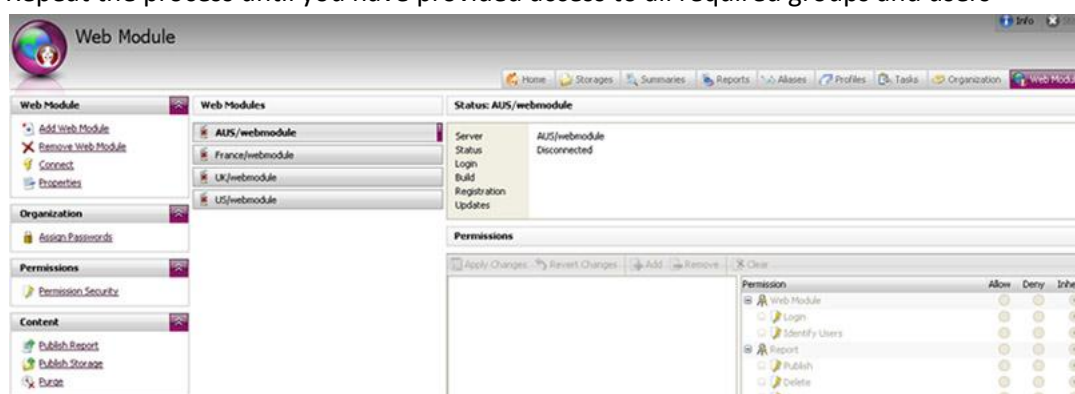 Repeat the process until you have provided access to all required groups and users
Info
Web Module
Home Storages Summaries Reports Aliases Profiles Tasks Organization Web Modul
Web Module
Add Web Module
Remove Web Module
Connect
Properties
Organization
Assign Passwords
Permissions
Permission Security
Content
Publish Report
Publish Storage
Purge
Web Modules
AUS/webmodule
France/webmodule
UK/webmodule
US/webmodule
Status: AUS/webmodule
Server AUS/webmodule
Status Disconnected
Login
Build
Registration
Updates
Permissions
Apply Changes Revert Changes Add Remove Clear
Permission Allow Deny Inhe
Web Module
Login
Identify Users
Report
Publish
Delete